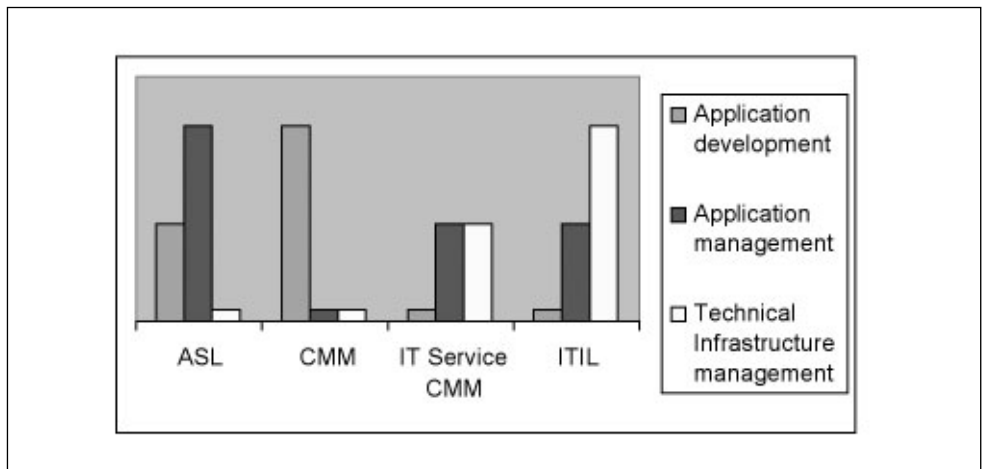 ASL
CMM
IT Service
CMM
ITIL
Application
development
Application
management
Technical
Infrastructure
management